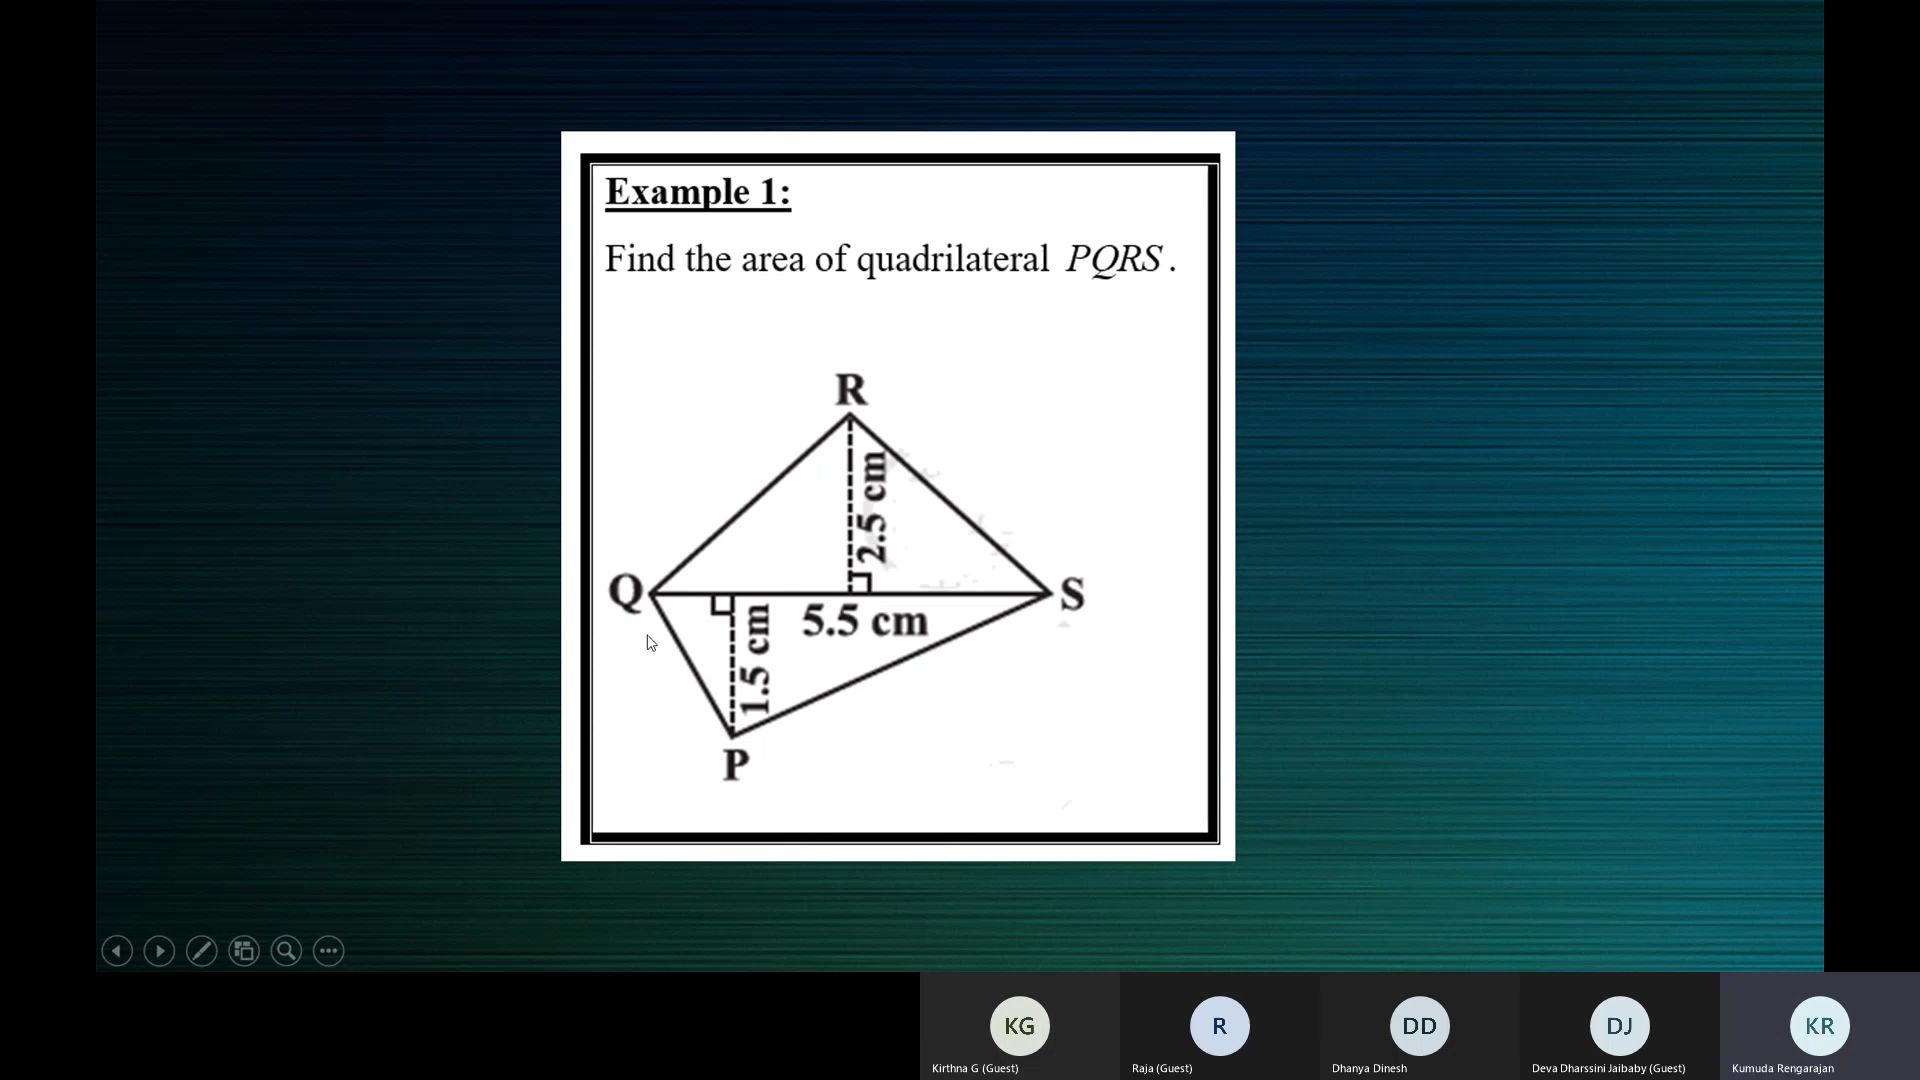 Example 1:
Find the area of quadrilateral PQRS.
R
2.5 cm
Q
S
5.5 cm
1.5 cm
P
KG
R
DD
DJ
KR
Kirthna G (Guest)
Raja (Guest)
Dhanya Dinesh
Deva Dharssini Jaibaby (Guest)
Kumuda Rengarajan